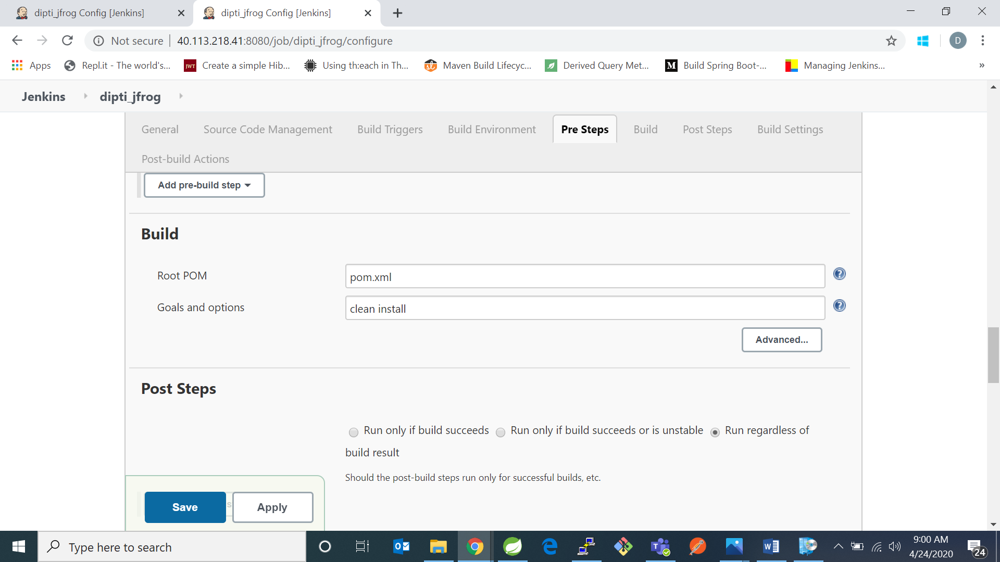 dipti_jfrog Config [Jenkins]
dipti_jfrog Config [Jenkins]
Not secure
40.113.218.41:8080/job/dipti_jfrog/configure
D
Apps
Repl.it - The world's...
JWT
Create a simple Hib...
Using th:each in Th...
Maven Build Lifecyc...
Derived Query Met...
M
Build Spring Boot-...
Managing Jenkins...
»
Jenkins
dipti_jfrog
General
Source Code Management
Build Triggers
Build Environment
Pre Steps
Build
Post Steps
Build Settings
Post-build Actions
Add pre-build step
Build
Root POM
pom.xml
?
Goals and options
clean install
?
Advanced...
Post Steps
Run only if build succeeds
Run only if build succeeds or is unstable
Run regardless of
build result
Should the post-build steps run only for successful builds, etc.
Save
s
Apply
Type here to search
9:00 AM
4/24/2020
24